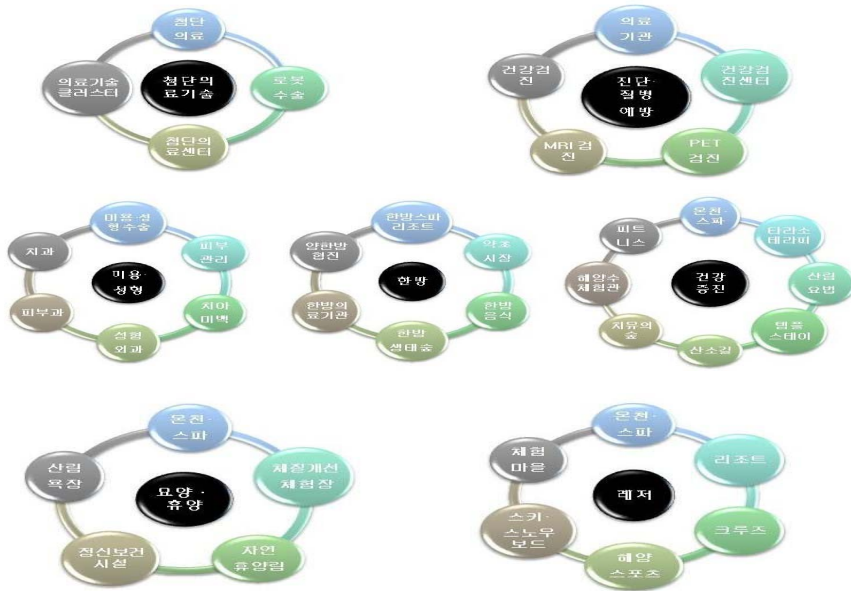 첨단
의료
의료기술
클러스터
첨단의
료기술
로봇
수술
첨단의
료센터
의료
기관
건강검
진
진단·
질병
예방
건강검
진센터
MRI검
진
PET
검진
미용·성
형수술
치과
피부
관리
미용·
성형
피부과
치아
미백
성형
외과
한방스파
리조트
양한방
협진
약초
시장
한방
한방의
료기관
한방
음식
한방
생태숲
온천·
스파
피트
니스
타라소
테라피
해양수
체험관
건강
증진
산림
요법
치유의
숲
템플
스테이
산소길
온천·
스파
산림
욕장
체질개선
체험장
요양·
휴양
정신보건
시설
자연
휴양림
온천·
스파
체험
마을
리조트
레저
스키·
스노우
보드
크루즈
해양
스포츠